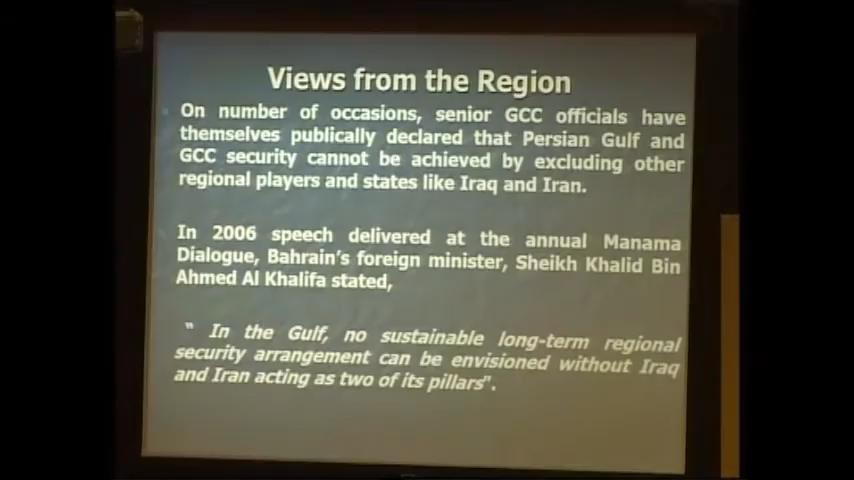 Views from the Region
On number of occasions, senior GCC officials have
themselves publically declared that Persian Gulf and
GCC security cannot be achieved by excluding other
regional players and states like Iraq and Iran.
In 2006 speech delivered at the annual Manama
Dialogue, Bahrain's foreign minister, Sheikh Khalid Bin
Ahmed Al Khalifa stated,
" In the Gulf, no sustainable long-term regional
security arrangement can be envisioned without Iraq
and Iran acting as two of its pillars".